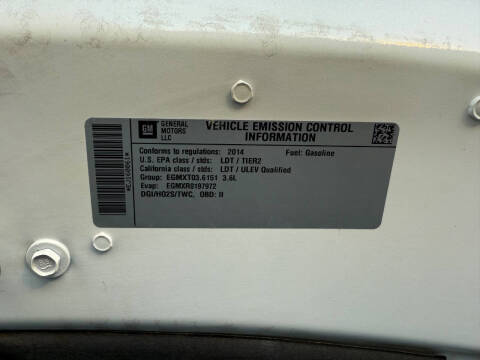 GM
GENERAL
MOTORS
LLC
VEHICLE EMISSION CONTROL
INFORMATION
Conforms to regulations: 2014 Fuel: Gasoline
U.S. EPA class / stds: LDT / TIER2
California class / stds: LDT / ULEV Qualified
Group: EGMXT03.6151 3.6L
Evap: EGMXR0197972
DGI/HO2S/TWC, OBD: II